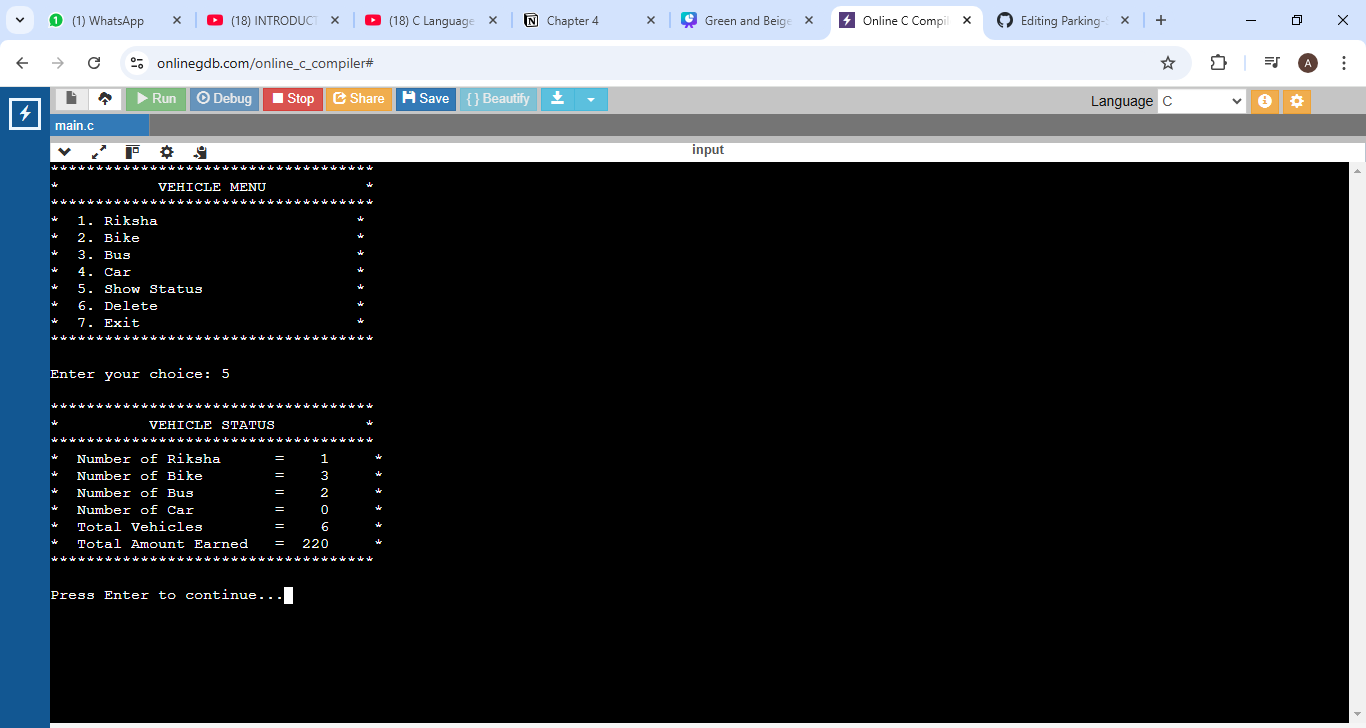 (1) WhatsApp
(18) INTRODUCT
(18) C Language
Chapter 4
Green and Beige
Online C Compil
Editing Parking-S
onlinegdb.com/online_c_compiler#
A
Run Debug Stop Share Save { } Beautify
Language C
main.c
input
************************************
*           VEHICLE MENU           *
************************************
*  1. Riksha                      *
*  2. Bike                        *
*  3. Bus                         *
*  4. Car                         *
*  5. Show Status                 *
*  6. Delete                      *
*  7. Exit                        *
************************************
Enter your choice: 5
************************************
*          VEHICLE STATUS          *
************************************
*  Number of Riksha      =    1     *
*  Number of Bike        =    3     *
*  Number of Bus         =    2     *
*  Number of Car         =    0     *
*  Total Vehicles        =    6     *
*  Total Amount Earned   =  220     *
************************************
Press Enter to continue...